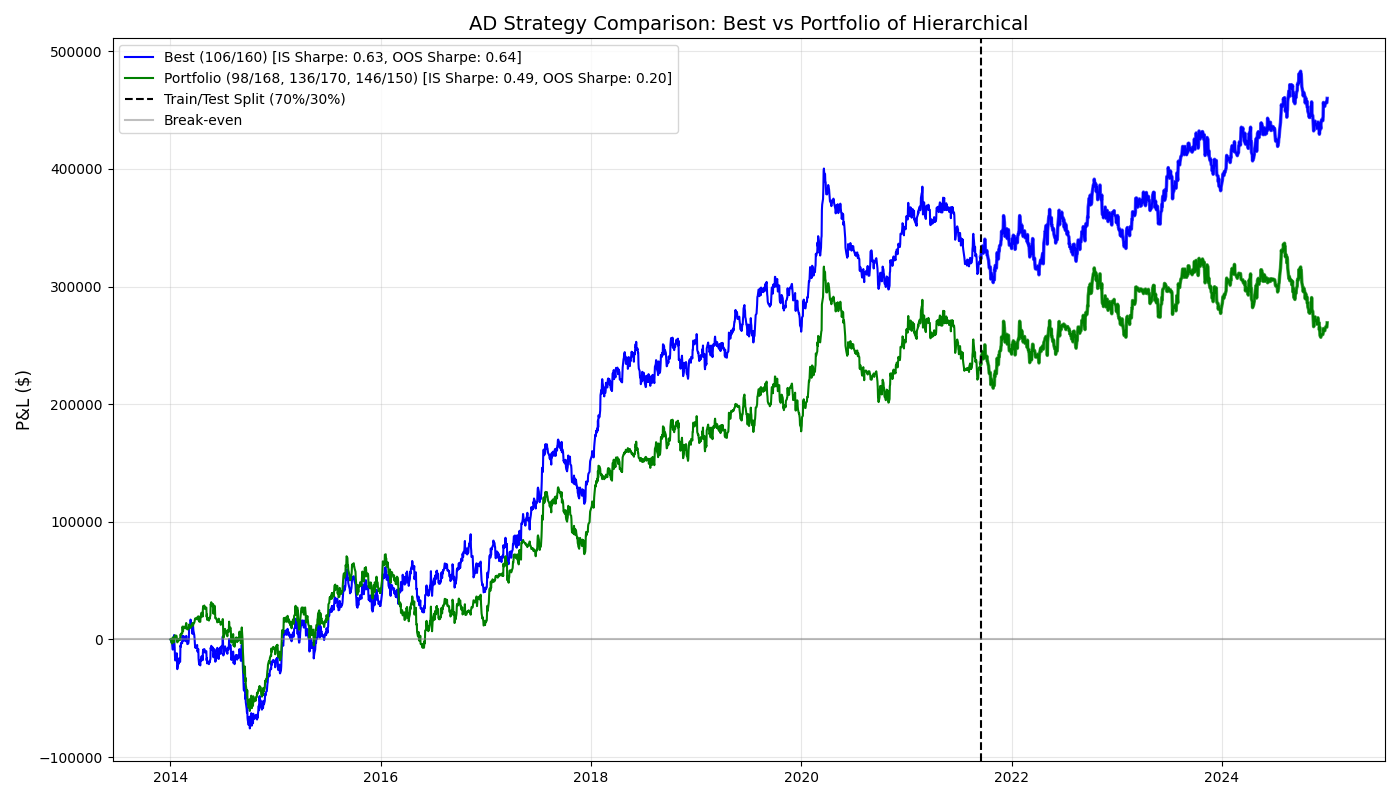 AD Strategy Comparison: Best vs Portfolio of Hierarchical
Best (106/160) [IS Sharpe: 0.63, OOS Sharpe: 0.64]
Portfolio (98/168, 136/170, 146/150) [IS Sharpe: 0.49, OOS Sharpe: 0.20]
Train/Test Split (70%/30%)
Break-even
P&L ($)
500000
400000
300000
200000
100000
0
−100000
2014 2016 2018 2020 2022 2024